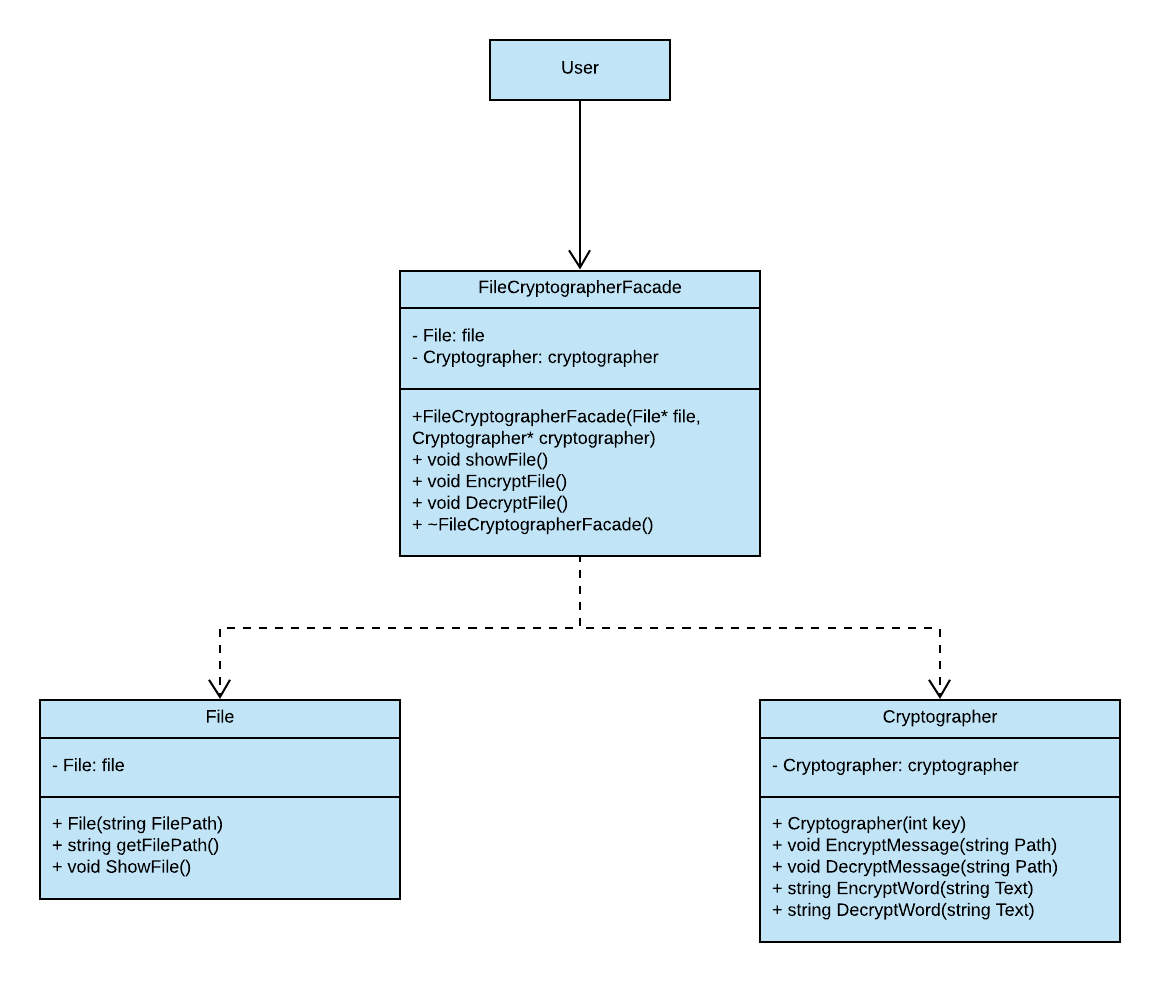 User
FileCryptographerFacade
- File: file
- Cryptographer: cryptographer
+FileCryptographerFacade(File* file,
Cryptographer* cryptographer)
+ void showFile()
+ void EncryptFile()
+ void DecryptFile()
+ ~FileCryptographerFacade()
File
- File: file
+ File(string FilePath)
+ string getFilePath()
+ void ShowFile()
Cryptographer
- Cryptographer: cryptographer
+ Cryptographer(int key)
+ void EncryptMessage(string Path)
+ void DecryptMessage(string Path)
+ string EncryptWord(string Text)
+ string DecryptWord(string Text)